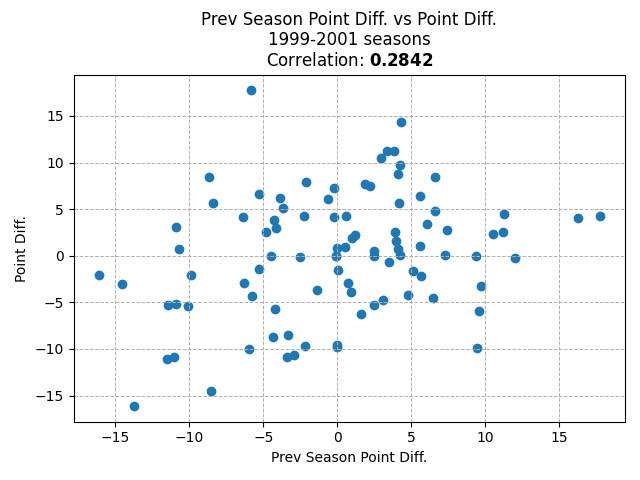 Prev Season Point Diff. vs Point Diff.
1999-2001 seasons
Correlation: 0.2842
15
10
5
0
−5
−10
−15
Point Diff.
−15 −10 −5 0 5 10 15
Prev Season Point Diff.